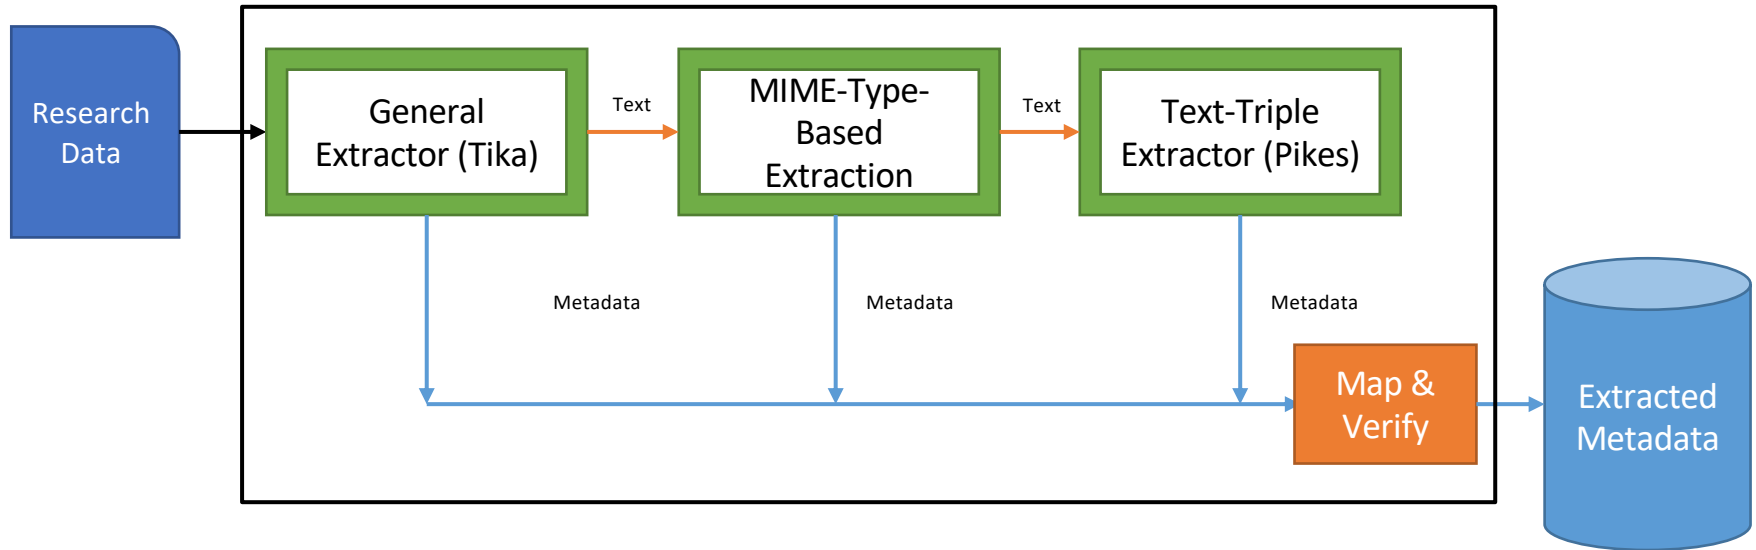 Research
Data
General
Extractor (Tika)
Text
MIME-Type-
Based
Extraction
Text
Text-Triple
Extractor (Pikes)
Metadata
Metadata
Metadata
Map &
Verify
Extracted
Metadata